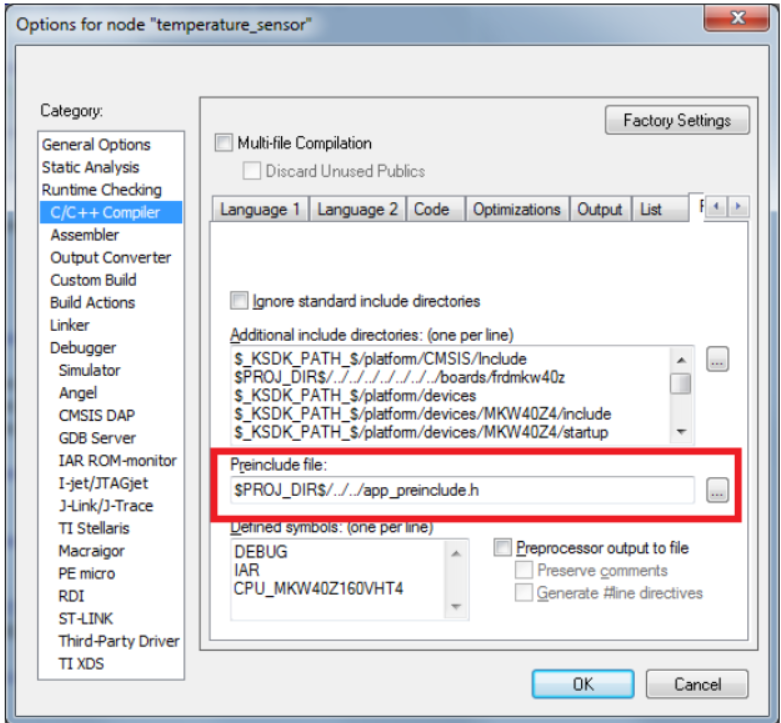 Options for node "temperature_sensor"
Category:
General Options
Static Analysis
Runtime Checking
C/C++ Compiler
Assembler
Output Converter
Custom Build
Build Actions
Linker
Debugger
Simulator
Angel
CMSIS DAP
GDB Server
IAR ROM-monitor
I-jet/JTAGjet
J-Link/J-Trace
TI Stellaris
Macraigor
PE micro
RDI
ST-LINK
Third-Party Driver
TI XDS
Factory Settings
Multi-file Compilation
Discard Unused Publics
Language 1 Language 2 Code Optimizations Output List
Ignore standard include directories
Additional include directories: (one per line)
$_KSDK_PATH_$/platform/CMSIS/Include
$PROJ_DIR$/../../../../../../../boards/frdmkw40z
$_KSDK_PATH_$/platform/devices
$_KSDK_PATH_$/platform/devices/MKW40Z4/include
$_KSDK_PATH_$/platform/devices/MKW40Z4/startup
...
Preinclude file:
$PROJ_DIR$/../../app_preinclude.h
...
Defined symbols: (one per line)
DEBUG
IAR
CPU_MKW40Z160VHT4
Preprocessor output to file
Preserve comments
Generate #line directives
OK Cancel